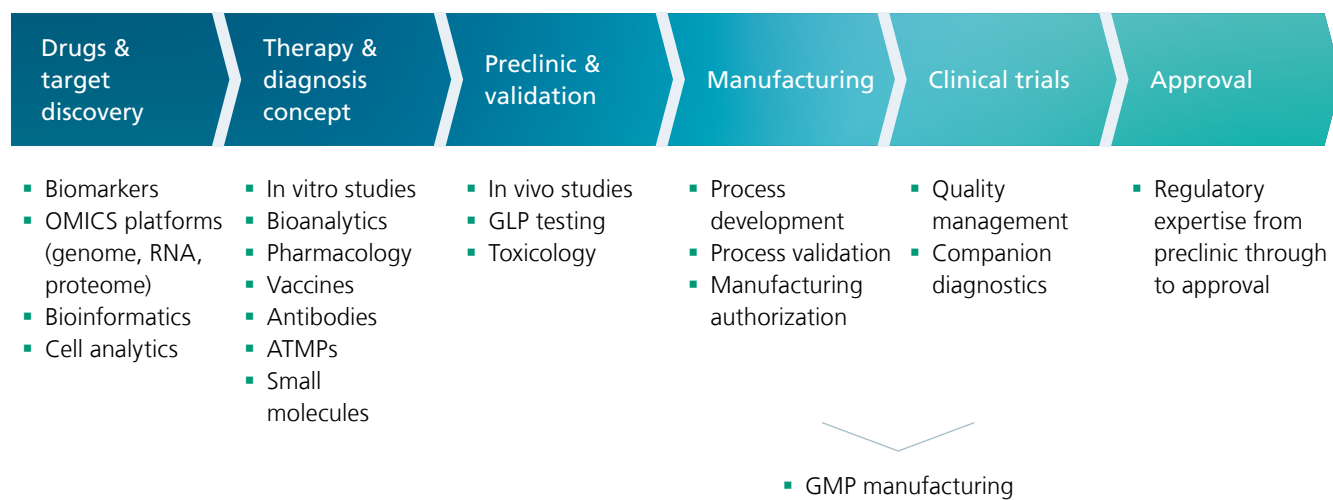 Drugs &
target
discovery
Therapy &
diagnosis
concept
Preclinic &
validation
Manufacturing
Clinical trials
Approval
▪ Biomarkers
▪ OMICS platforms
(genome, RNA,
proteome)
▪ Bioinformatics
▪ Cell analytics
▪ In vitro studies
▪ Bioanalytics
▪ Pharmacology
▪ Vaccines
▪ Antibodies
▪ ATMPs
▪ Small
molecules
▪ In vivo studies
▪ GLP testing
▪ Toxicology
▪ Process
development
▪ Process validation
▪ Manufacturing
authorization
▪ Quality
management
▪ Companion
diagnostics
▪ Regulatory
expertise from
preclinic through
to approval
▪ GMP manufacturing